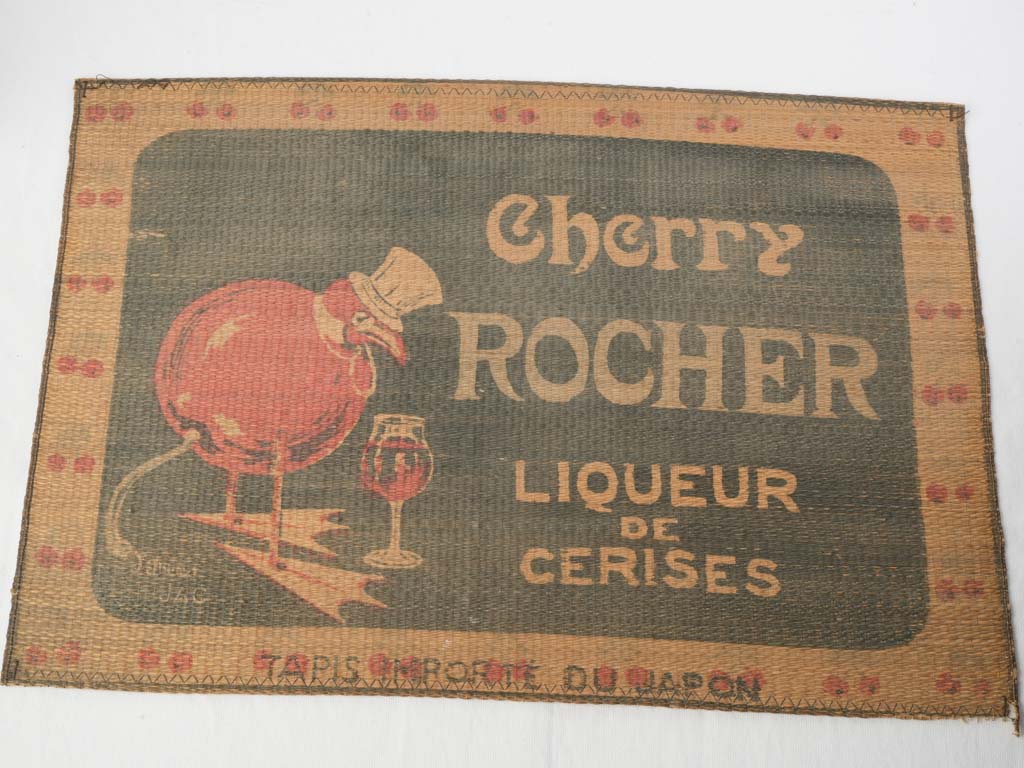 Cherry
ROCHER
LIQUEUR
DE
CERISES
TAPIS IMPORTÉ DU JAPON